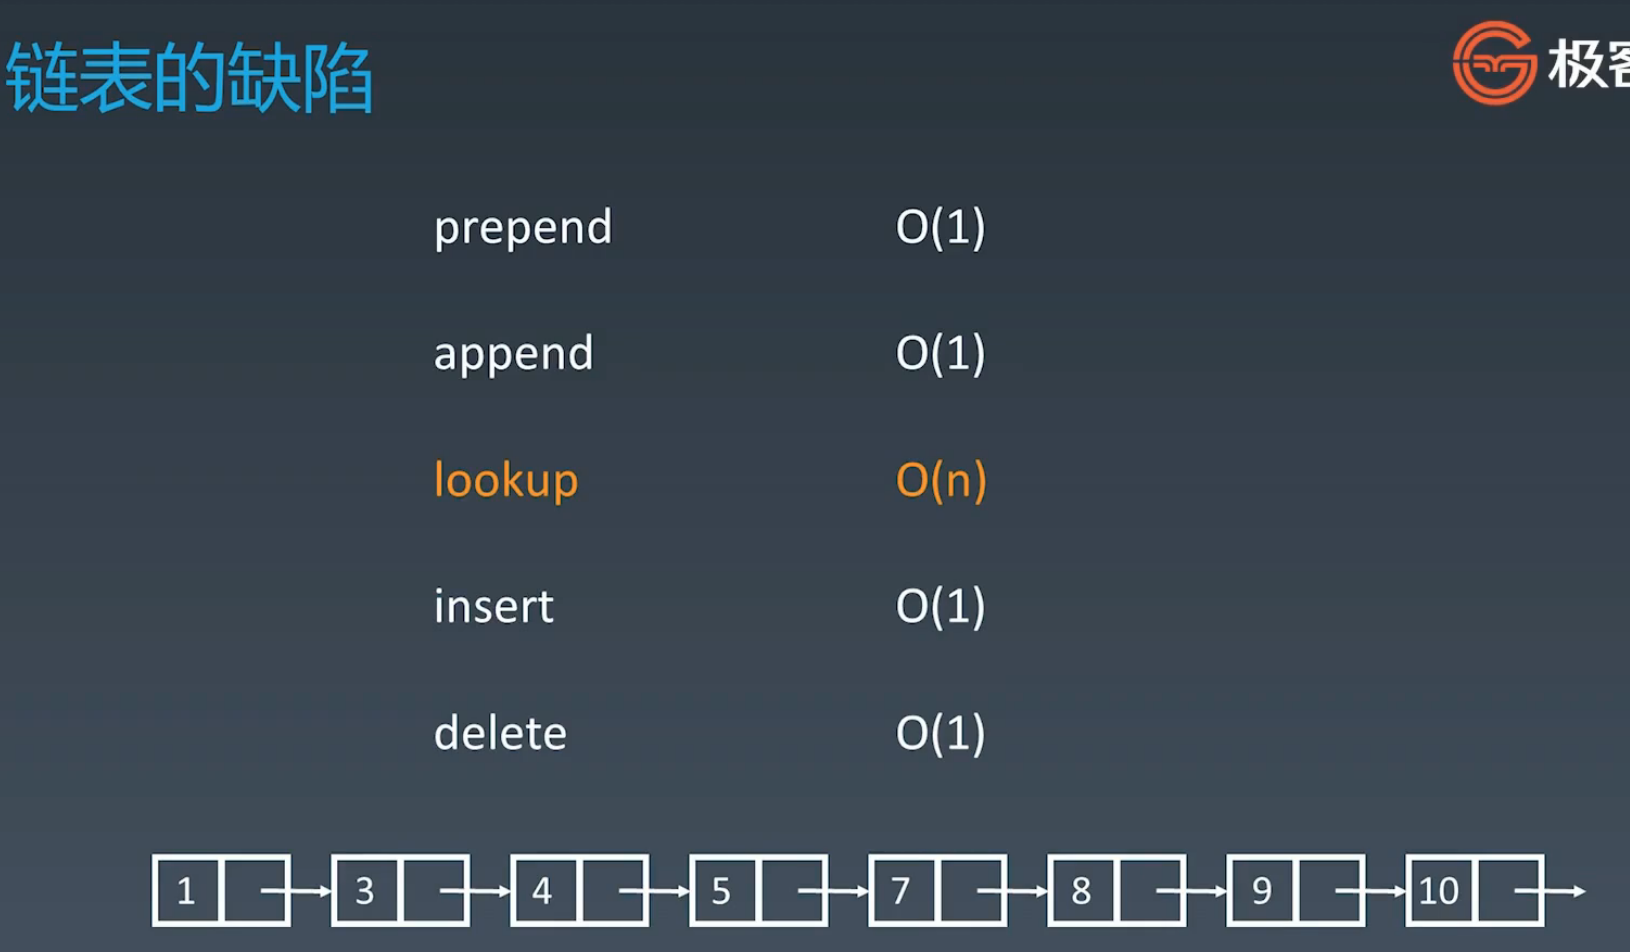 链表的缺陷
极客
prepend O(1)
append O(1)
lookup O(n)
insert O(1)
delete O(1)
1 3 4 5 7 8 9 10